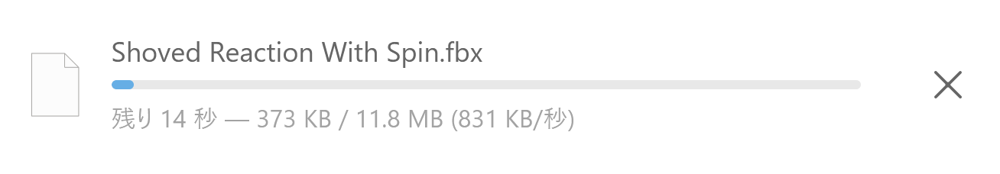 Shoved Reaction With Spin.fbx
残り 14 秒 — 373 KB / 11.8 MB (831 KB/秒)